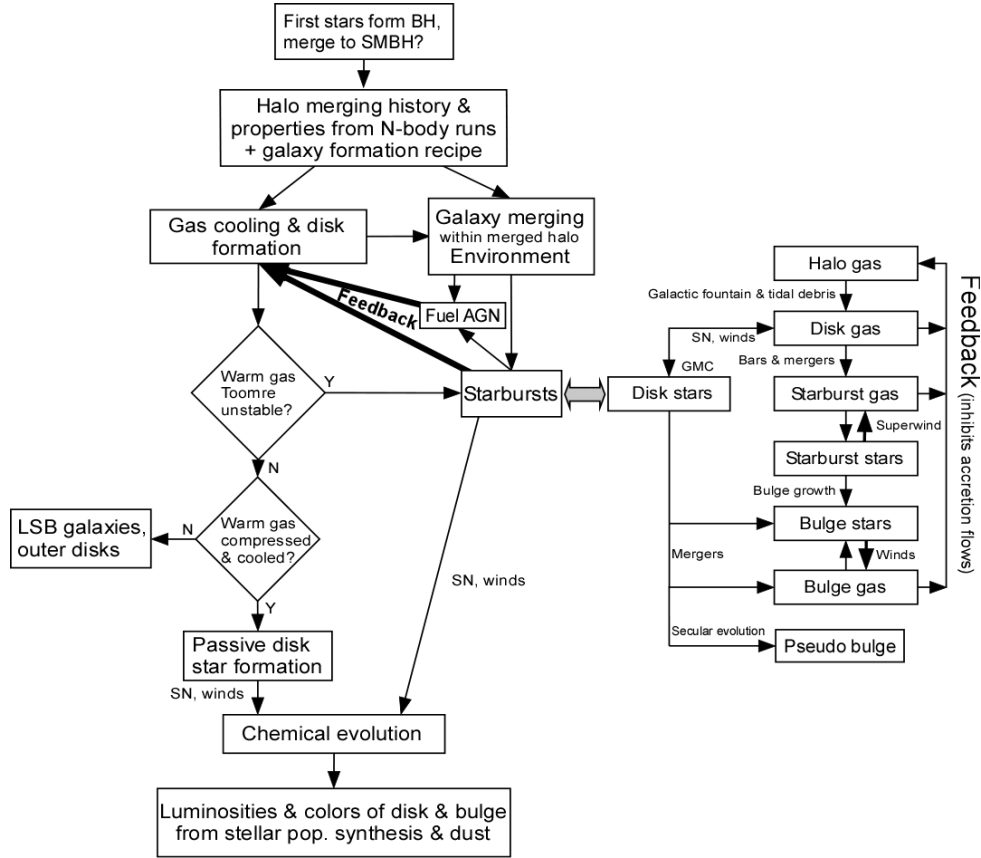 First stars form BH,
merge to SMBH?
Halo merging history &
properties from N-body runs
+ galaxy formation recipe
Gas cooling & disk
formation
Galaxy merging
within merged halo
Environment
Feedback
Fuel AGN
Warm gas
Toomre
unstable?
Y
Starbursts
N
Warm gas
compressed
& cooled?
N
LSB galaxies,
outer disks
Y
Passive disk
star formation
SN, winds
SN, winds
Chemical evolution
Luminosities & colors of disk & bulge
from stellar pop. synthesis & dust
Halo gas
Galactic fountain & tidal debris
Disk gas
SN, winds
Bars & mergers
GMC
Disk stars
Starburst gas
Superwind
Starburst stars
Bulge growth
Bulge stars
Mergers
Winds
Bulge gas
Secular evolution
Pseudo bulge
Feedback (inhibits accretion flows)